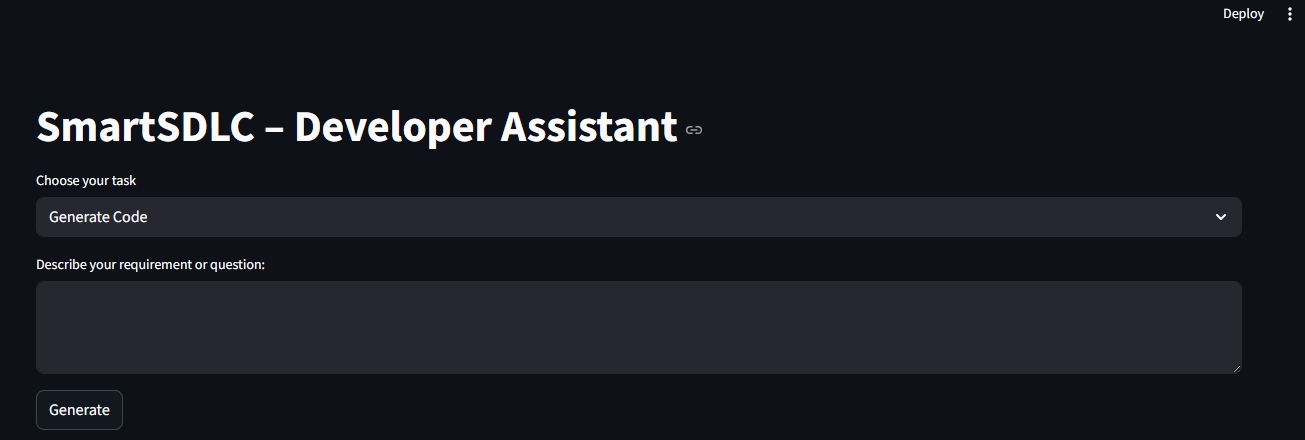 Deploy
SmartSDLC – Developer Assistant
Choose your task
Generate Code
Describe your requirement or question:
Generate